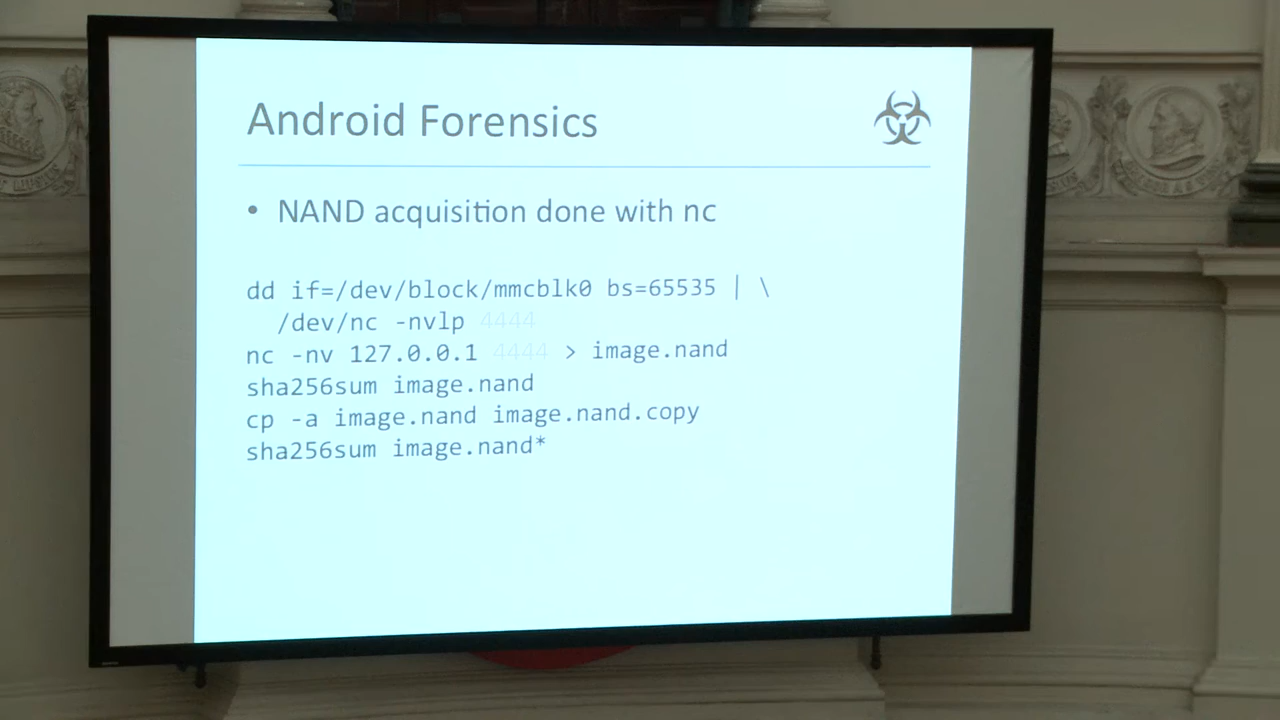 Android Forensics
• NAND acquisition done with nc
dd if=/dev/block/mmcblk0 bs=65535 | \
/dev/nc -nvlp 4444
nc -nv 127.0.0.1 4444 > image.nand
sha256sum image.nand
cp -a image.nand image.nand.copy
sha256sum image.nand*